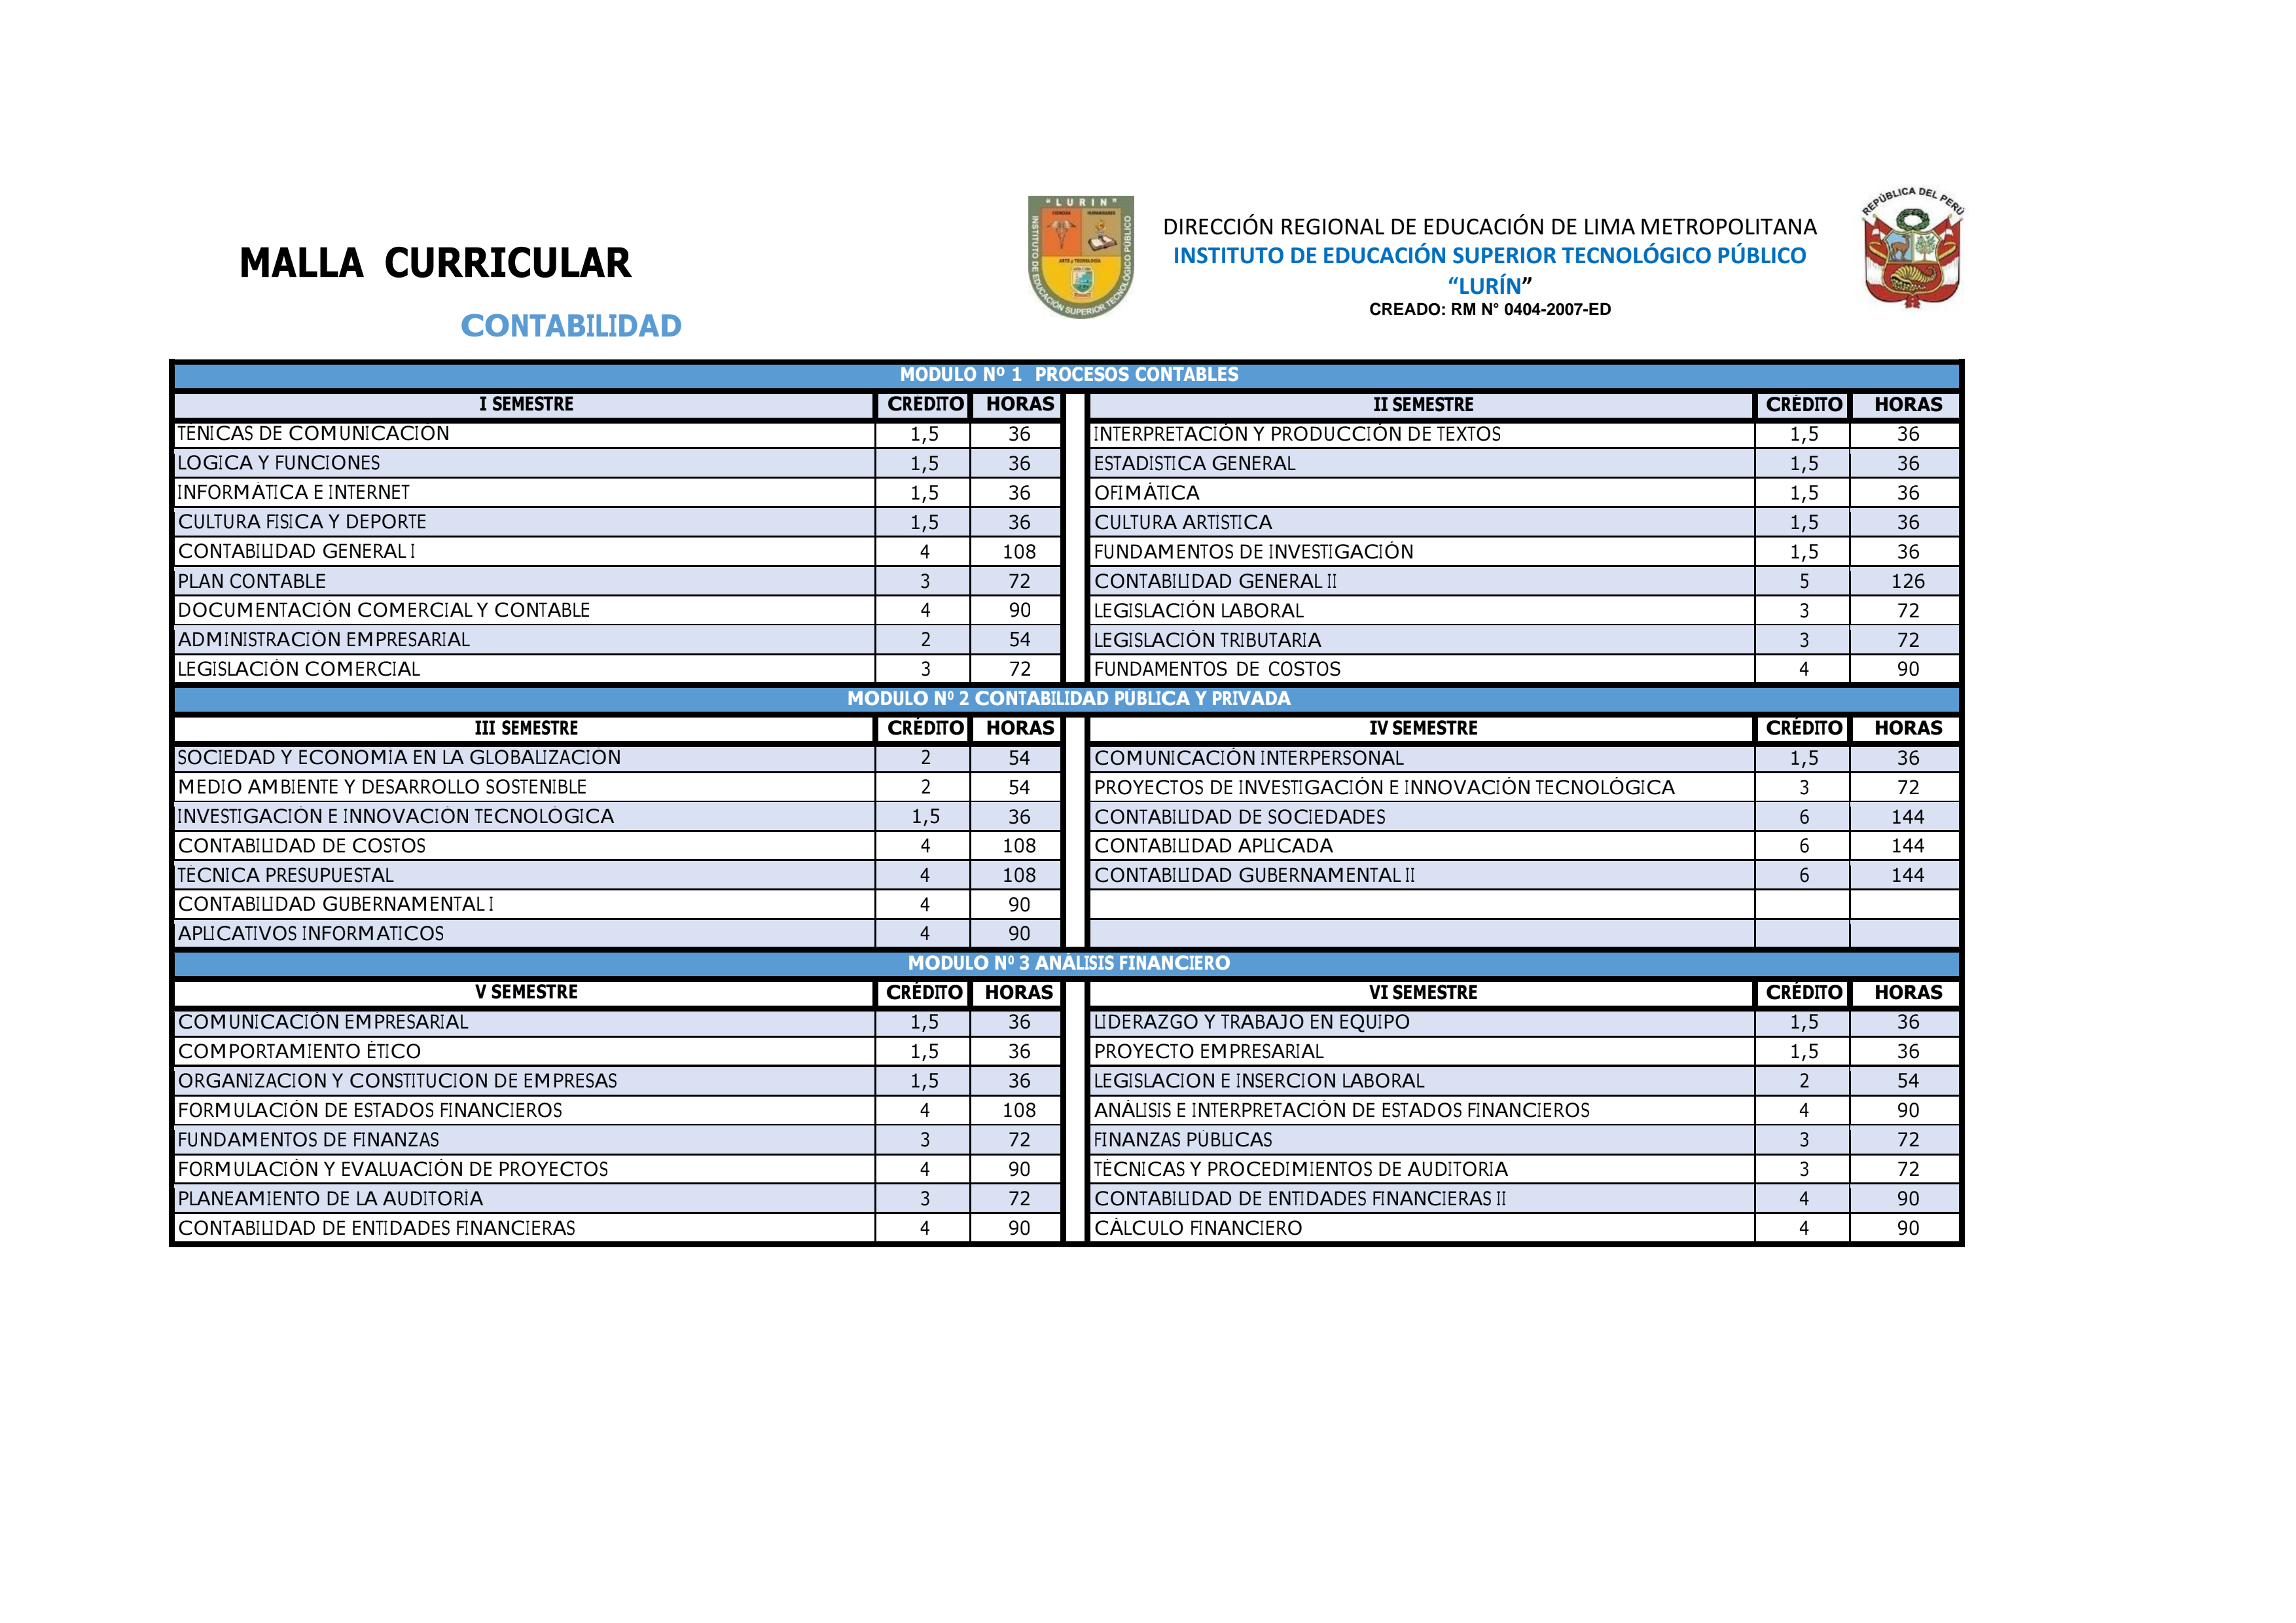 MALLA CURRICULAR
CONTABILIDAD
"LURIN"
CIENCIAS HUMANIDADES
ARTE y TECNOLOGIA
INSTITUTO DE EDUCACIÓN SUPERIOR TECNOLÓGICO PÚBLICO
DIRECCIÓN REGIONAL DE EDUCACIÓN DE LIMA METROPOLITANA
INSTITUTO DE EDUCACIÓN SUPERIOR TECNOLÓGICO PÚBLICO
“LURÍN”
CREADO: RM N° 0404-2007-ED
REPÚBLICA DEL PERÚ
MODULO Nº 1 PROCESOS CONTABLES
I SEMESTRE CRÉDITO HORAS II SEMESTRE CRÉDITO HORAS
TÉNICAS DE COMUNICACIÓN 1,5 36 INTERPRETACIÓN Y PRODUCCIÓN DE TEXTOS 1,5 36
LOGICA Y FUNCIONES 1,5 36 ESTADÍSTICA GENERAL 1,5 36
INFORMÁTICA E INTERNET 1,5 36 OFIMÁTICA 1,5 36
CULTURA FISICA Y DEPORTE 1,5 36 CULTURA ARTÍSTICA 1,5 36
CONTABILIDAD GENERAL I 4 108 FUNDAMENTOS DE INVESTIGACIÓN 1,5 36
PLAN CONTABLE 3 72 CONTABILIDAD GENERAL II 5 126
DOCUMENTACIÓN COMERCIAL Y CONTABLE 4 90 LEGISLACIÓN LABORAL 3 72
ADMINISTRACIÓN EMPRESARIAL 2 54 LEGISLACIÓN TRIBUTARIA 3 72
LEGISLACIÓN COMERCIAL 3 72 FUNDAMENTOS DE COSTOS 4 90
MODULO Nº 2 CONTABILIDAD PÚBLICA Y PRIVADA
III SEMESTRE CRÉDITO HORAS IV SEMESTRE CRÉDITO HORAS
SOCIEDAD Y ECONOMÍA EN LA GLOBALIZACIÓN 2 54 COMUNICACIÓN INTERPERSONAL 1,5 36
MEDIO AMBIENTE Y DESARROLLO SOSTENIBLE 2 54 PROYECTOS DE INVESTIGACIÓN E INNOVACIÓN TECNOLÓGICA 3 72
INVESTIGACIÓN E INNOVACIÓN TECNOLÓGICA 1,5 36 CONTABILIDAD DE SOCIEDADES 6 144
CONTABILIDAD DE COSTOS 4 108 CONTABILIDAD APLICADA 6 144
TÉCNICA PRESUPUESTAL 4 108 CONTABILIDAD GUBERNAMENTAL II 6 144
CONTABILIDAD GUBERNAMENTAL I 4 90
APLICATIVOS INFORMATICOS 4 90
MODULO Nº 3 ANÁLISIS FINANCIERO
V SEMESTRE CRÉDITO HORAS VI SEMESTRE CRÉDITO HORAS
COMUNICACIÓN EMPRESARIAL 1,5 36 LIDERAZGO Y TRABAJO EN EQUIPO 1,5 36
COMPORTAMIENTO ÉTICO 1,5 36 PROYECTO EMPRESARIAL 1,5 36
ORGANIZACION Y CONSTITUCION DE EMPRESAS 1,5 36 LEGISLACION E INSERCION LABORAL 2 54
FORMULACIÓN DE ESTADOS FINANCIEROS 4 108 ANÁLISIS E INTERPRETACIÓN DE ESTADOS FINANCIEROS 4 90
FUNDAMENTOS DE FINANZAS 3 72 FINANZAS PÚBLICAS 3 72
FORMULACIÓN Y EVALUACIÓN DE PROYECTOS 4 90 TÉCNICAS Y PROCEDIMIENTOS DE AUDITORIA 3 72
PLANEAMIENTO DE LA AUDITORÍA 3 72 CONTABILIDAD DE ENTIDADES FINANCIERAS II 4 90
CONTABILIDAD DE ENTIDADES FINANCIERAS 4 90 CÁLCULO FINANCIERO 4 90